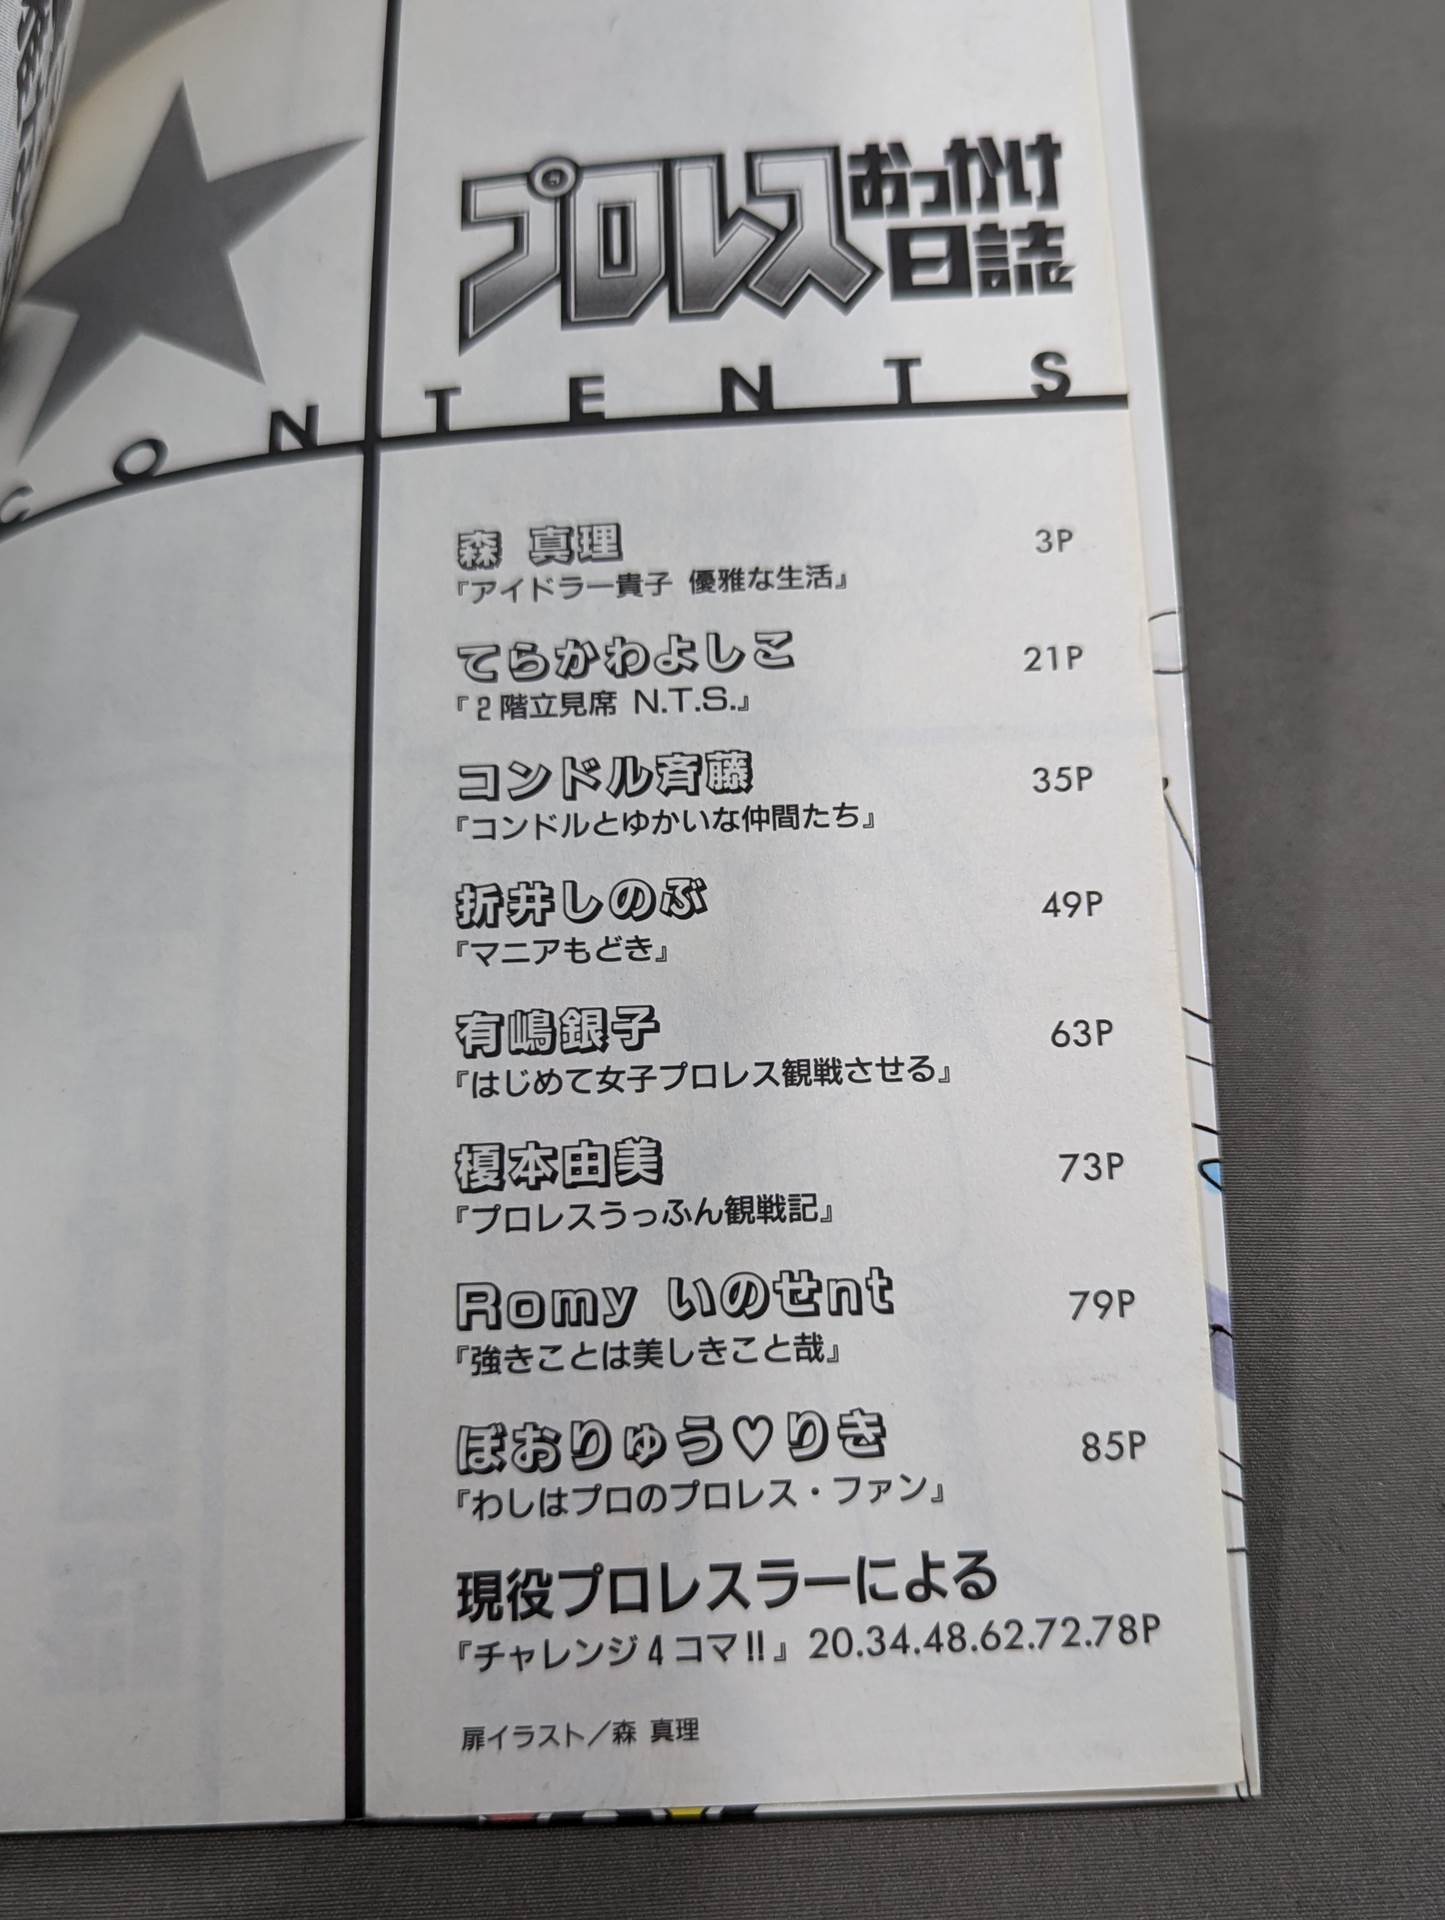 プロレスおっかけ日誌
CONTENTS
森 真理 3P
『アイドラー貴子 優雅な生活』
てらかわよしこ 21P
『2階立見席 N.T.S.』
コンドル斉藤 35P
『コンドルとゆかいな仲間たち』
折井しのぶ 49P
『マニアもどき』
有嶋銀子 63P
『はじめて女子プロレス観戦させる』
榎本由美 73P
『プロレスうっふん観戦記』
Romy いのせnt 79P
『強きことは美しきこと哉』
ぼおりゅう♡りき 85P
『わしはプロのプロレス・ファン』
現役プロレスラーによる
『チャレンジ4コマ!!』20.34.48.62.72.78P
扉イラスト／森 真理